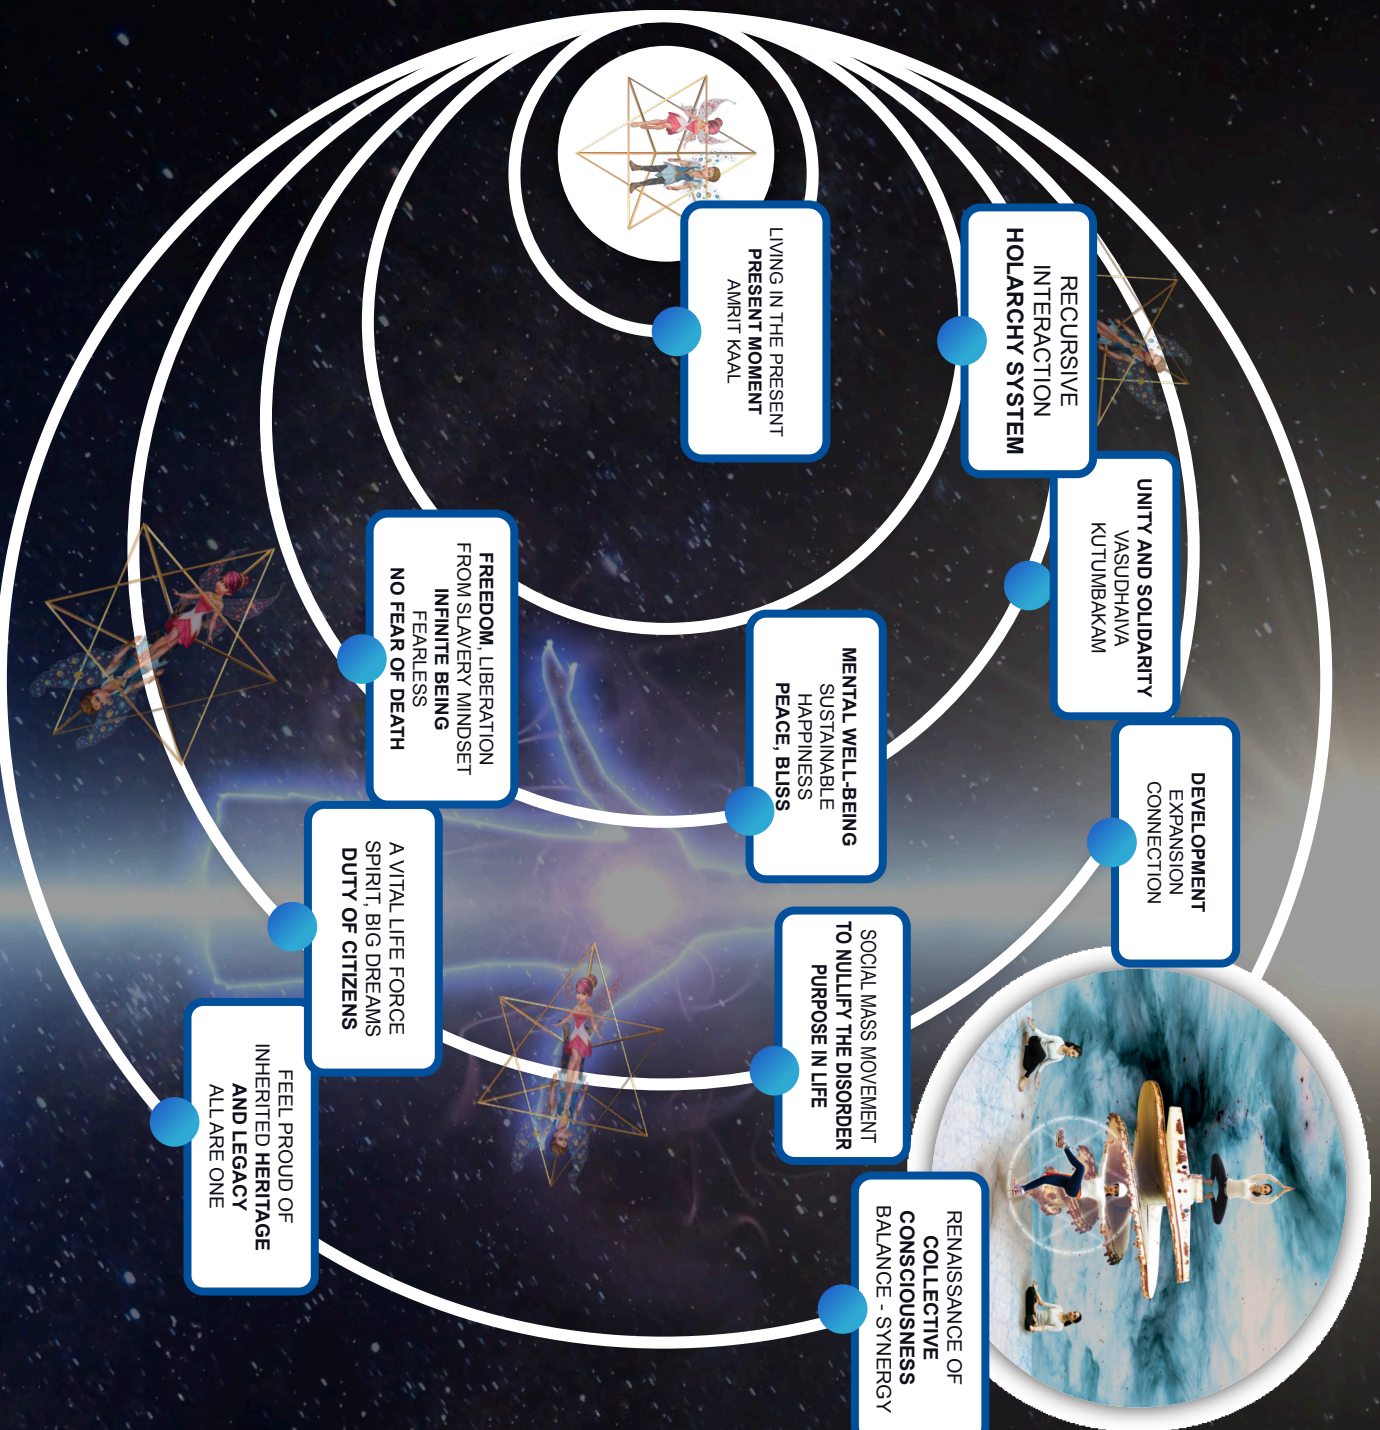 DEVELOPMENT
EXPANSION
CONNECTION
UNITY AND SOLIDARITY
VASUDHAIVA
KUTUMBAKAM
RECURSIVE
INTERACTION
HOLARCHY SYSTEM
RENAISSANCE OF
COLLECTIVE
CONSCIOUSNESS
BALANCE - SYNERGY
SOCIAL MASS MOVEMENT
TO NULLIFY THE DISORDER
PURPOSE IN LIFE
MENTAL WELL-BEING
SUSTAINABLE
HAPPINESS
PEACE, BLISS
LIVING IN THE PRESENT
PRESENT MOMENT
AMRIT KAAL
FREEDOM, LIBERATION
FROM SLAVERY MINDSET
INFINITE BEING
FEARLESS
NO FEAR OF DEATH
A VITAL LIFE FORCE
SPIRIT, BIG DREAMS
DUTY OF CITIZENS
FEEL PROUD OF
INHERITED HERITAGE
AND LEGACY
ALL ARE ONE